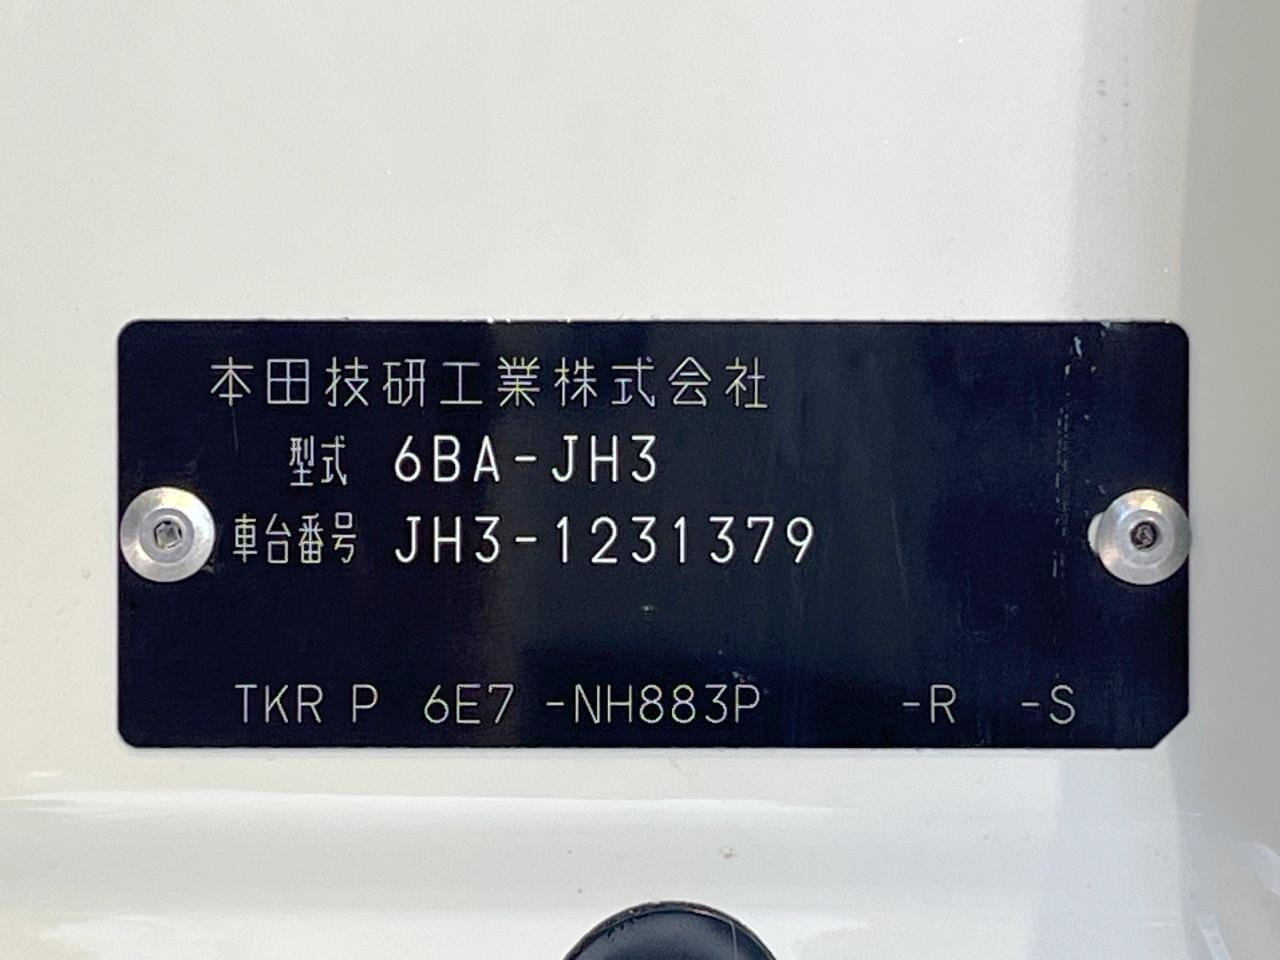 本田技研工業株式会社
型式 6BA-JH3
車台番号 JH3-1231379
TKR P 6E7 -NH883P -R -S